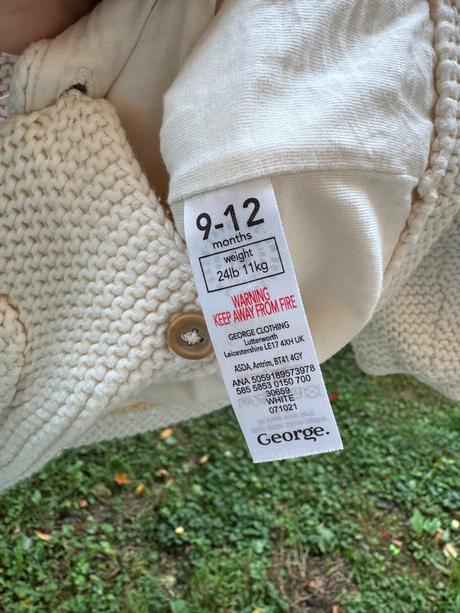 9-12
months
weight
24lb 11kg
WARNING
KEEP AWAY FROM FIRE
GEORGE CLOTHING
Lutterworth
Leicestershire LE17 4XH UK
ASDA, Antrim, BT41 4GY
ANA 5059189573978
585 5853 0150 700
30659
WHITE
071021
George.